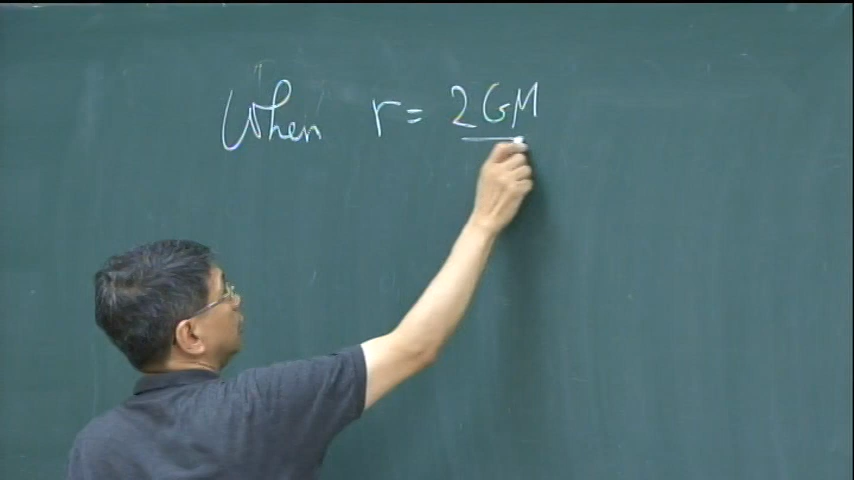 When r = 2GM